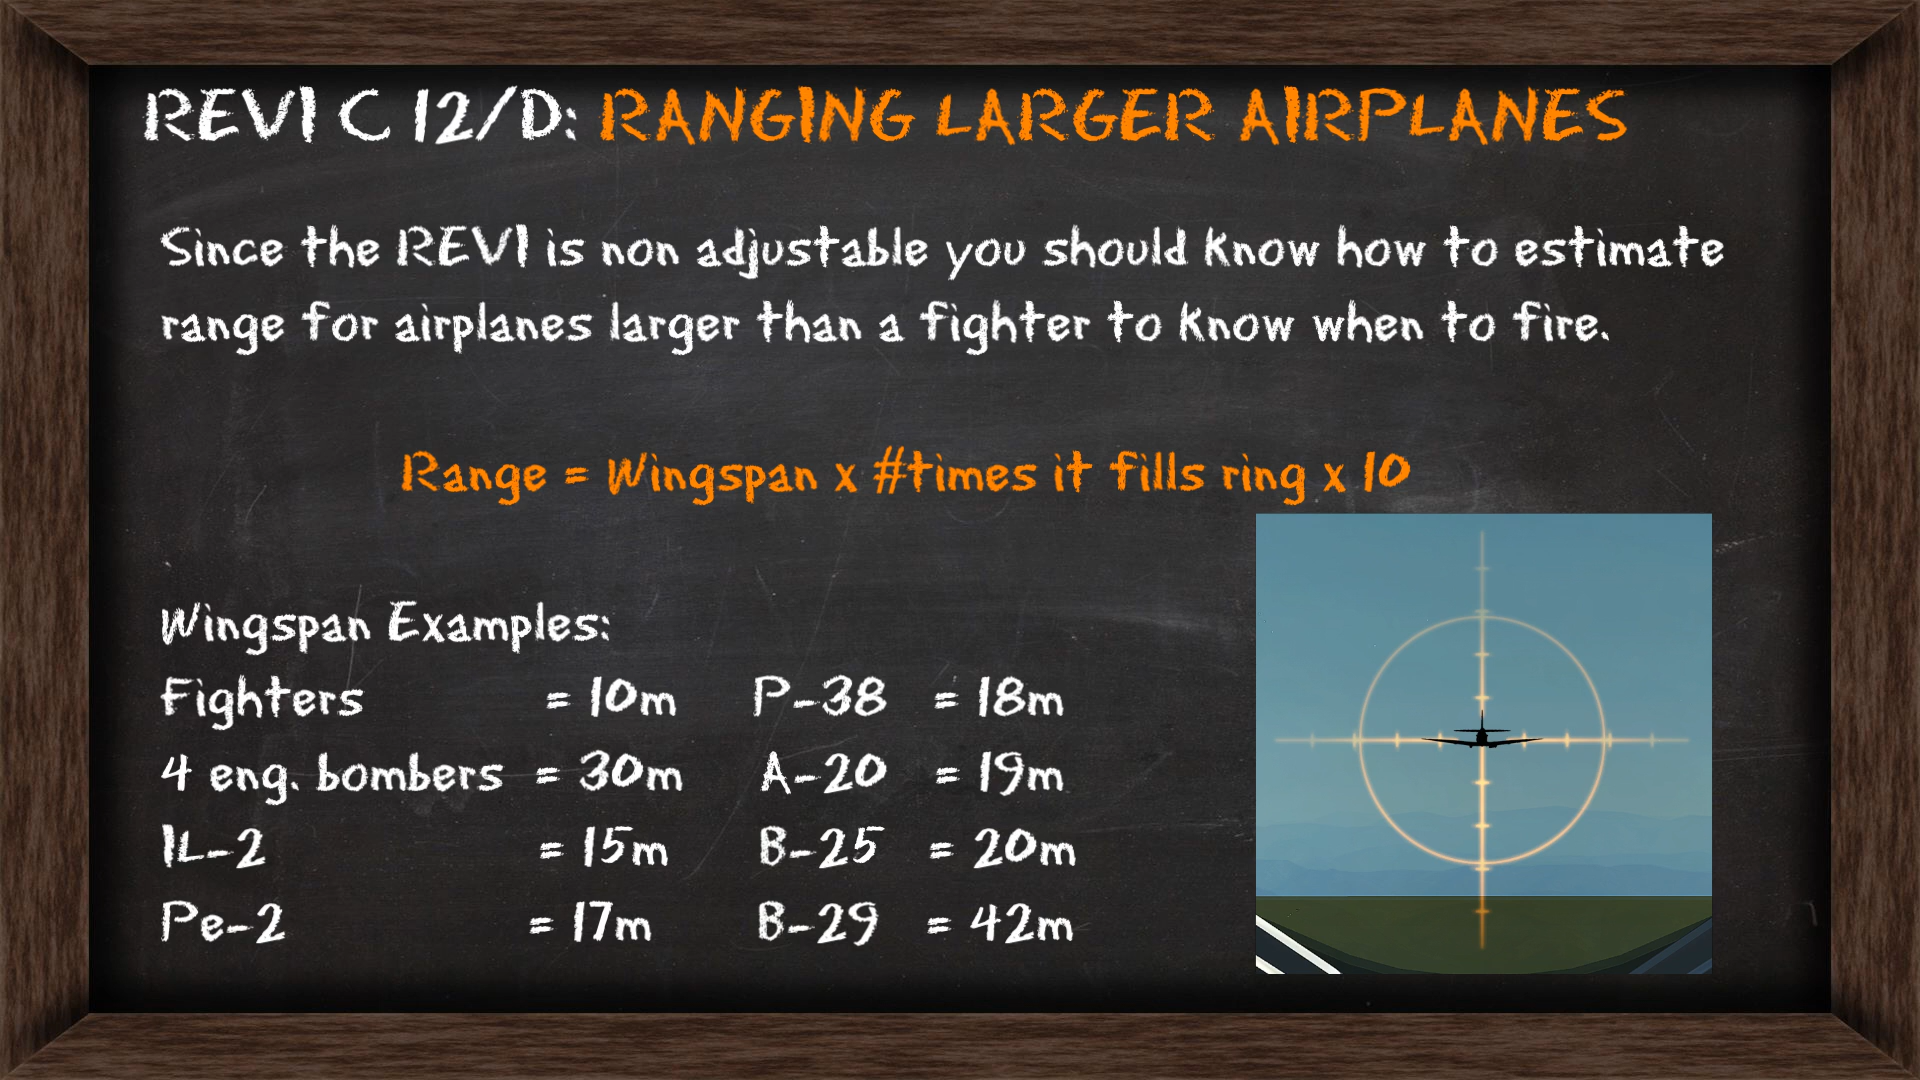 REVI C 12/D: RANGING LARGER AIRPLANES
Since the REVI is non adjustable you should know how to estimate
range for airplanes larger than a fighter to know when to fire.
Range = Wingspan x #times it fills ring x 10
Wingspan Examples:
Fighters = 10m P-38 = 18m
4 eng. bombers = 30m A-20 = 19m
IL-2 = 15m B-25 = 20m
Pe-2 = 17m B-29 = 42m